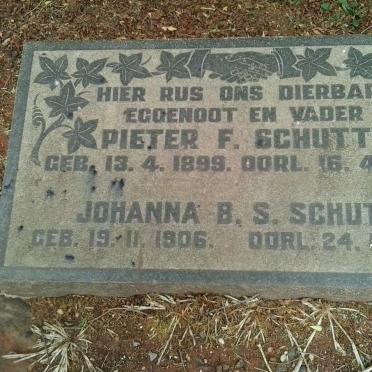 HIER RUS ONS DIERBAR
EGGENOOT EN VADER
PIETER F. SCHUTT
GEB. 13. 4. 1899. OORL. 16. 4
JOHANNA B. S. SCHUT
GEB. 19. 11. 1906. OORL. 24.